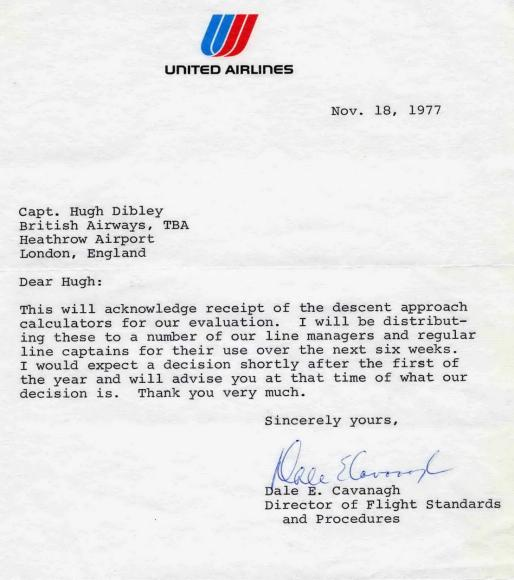 UNITED AIRLINES
Nov. 18, 1977
Capt. Hugh Dibley
British Airways, TBA
Heathrow Airport
London, England
Dear Hugh:
This will acknowledge receipt of the descent approach
calculators for our evaluation.  I will be distribut-
ing these to a number of our line managers and regular
line captains for their use over the next six weeks.
I would expect a decision shortly after the first of
the year and will advise you at that time of what our
decision is.  Thank you very much.
Sincerely yours,
Dale E Cavanagh
Dale E. Cavanagh
Director of Flight Standards
and Procedures